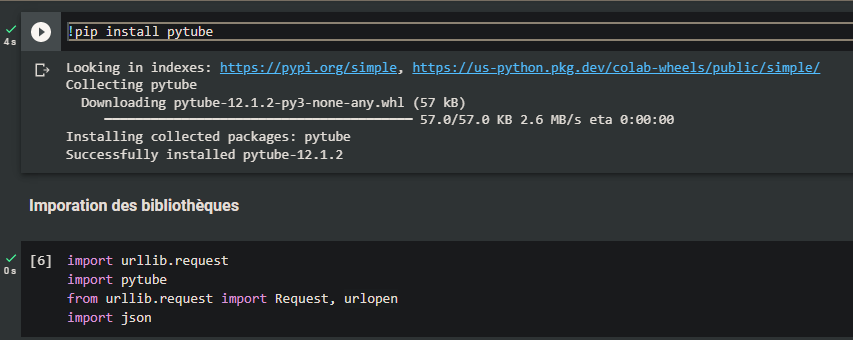 4s
!pip install pytube
Looking in indexes: https://pypi.org/simple, https://us-python.pkg.dev/colab-wheels/public/simple/
Collecting pytube
  Downloading pytube-12.1.2-py3-none-any.whl (57 kB)
57.0/57.0 KB 2.6 MB/s eta 0:00:00
Installing collected packages: pytube
Successfully installed pytube-12.1.2
Imporation des bibliothèques
0s
[6]
import urllib.request
import pytube
from urllib.request import Request, urlopen
import json